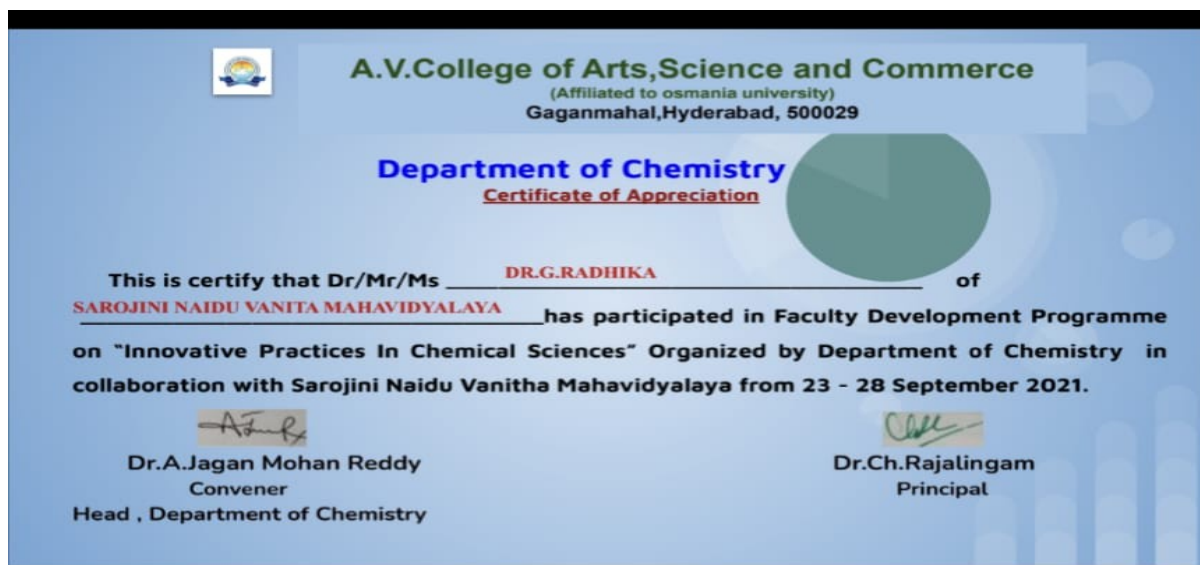 A.V.College of Arts,Science and Commerce
(Affiliated to osmania university)
Gaganmahal,Hyderabad, 500029
Department of Chemistry
Certificate of Appreciation
This is certify that Dr/Mr/Ms DR.G.RADHIKA of
SAROJINI NAIDU VANITA MAHAVIDYALAYA has participated in Faculty Development Programme
on “Innovative Practices In Chemical Sciences” Organized by Department of Chemistry in
collaboration with Sarojini Naidu Vanitha Mahavidyalaya from 23 - 28 September 2021.
Dr.A.Jagan Mohan Reddy
Convener
Head , Department of Chemistry
Dr.Ch.Rajalingam
Principal